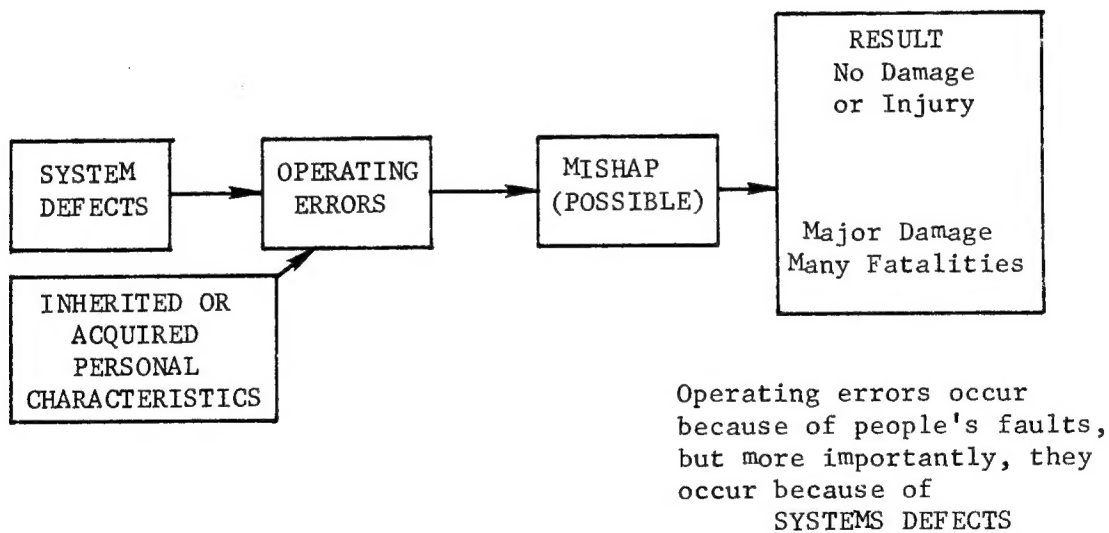 SYSTEM
DEFECTS
INHERITED OR
ACQUIRED
PERSONAL
CHARACTERISTICS
OPERATING
ERRORS
MISHAP
(POSSIBLE)
RESULT
No Damage
or Injury
Major Damage
Many Fatalities
Operating errors occur
because of people's faults,
but more importantly, they
occur because of
SYSTEMS DEFECTS